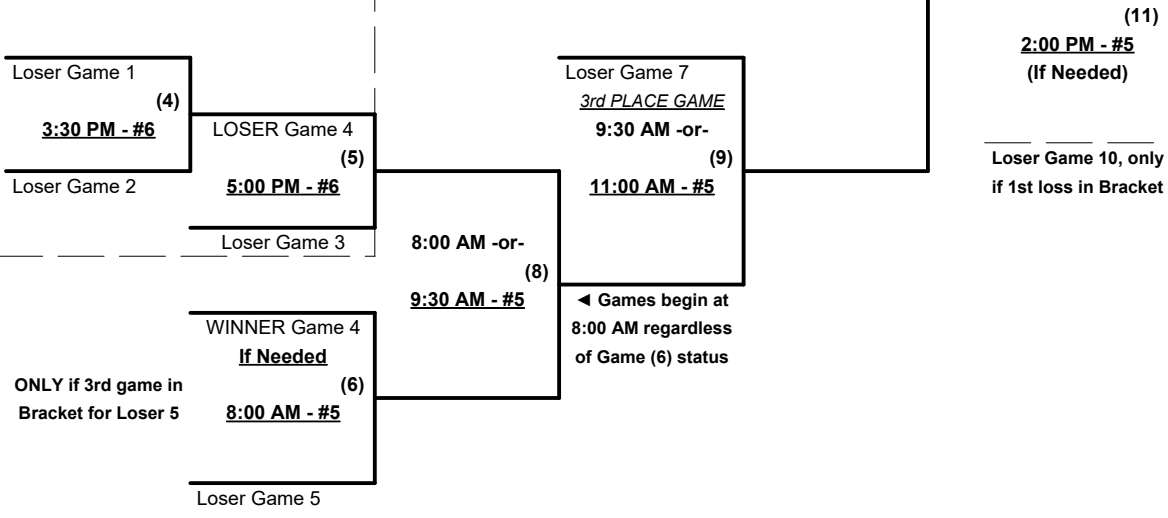 (11)
2:00 PM - #5
(If Needed)
Loser Game 10, only
if 1st loss in Bracket
Loser Game 1
(4)
3:30 PM - #6
Loser Game 2
LOSER Game 4
(5)
5:00 PM - #6
Loser Game 3
WINNER Game 4
If Needed
(6)
8:00 AM - #5
Loser Game 5
ONLY if 3rd game in
Bracket for Loser 5
8:00 AM -or-
(8)
9:30 AM - #5
Loser Game 7
3rd PLACE GAME
9:30 AM -or-
(9)
11:00 AM - #5
◄ Games begin at
8:00 AM regardless
of Game (6) status